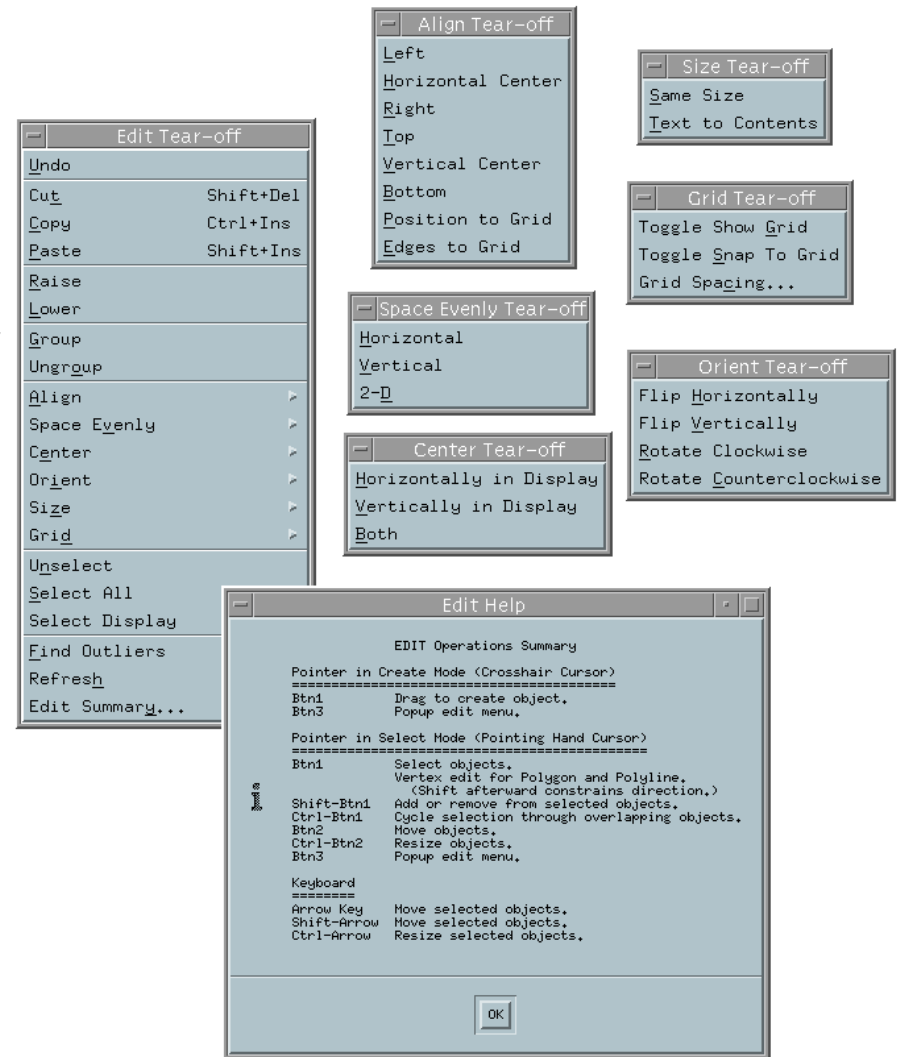 Align Tear-off
Left
Horizontal Center
Right
Top
Vertical Center
Bottom
Position to Grid
Edges to Grid
Size Tear-off
Same Size
Text to Contents
Edit Tear-off
Undo
Cut Shift+Del
Copy Ctrl+Ins
Paste Shift+Ins
Raise
Lower
Group
Ungroup
Align
Space Evenly
Center
Orient
Size
Grid
Unselect
Select All
Select Display
Find Outliers
Refresh
Edit Summary...
Grid Tear-off
Toggle Show Grid
Toggle Snap To Grid
Grid Spacing...
Space Evenly Tear-off
Horizontal
Vertical
2-D
Orient Tear-off
Flip Horizontally
Flip Vertically
Rotate Clockwise
Rotate Counterclockwise
Center Tear-off
Horizontally in Display
Vertically in Display
Both
Edit Help
EDIT Operations Summary
Pointer in Create Mode (Crosshair Cursor)
=========================================
Btn1 Drag to create object.
Btn3 Popup edit menu.
Pointer in Select Mode (Pointing Hand Cursor)
=============================================
Btn1 Select objects.
Vertex edit for Polygon and Polyline.
(Shift afterward constrains direction.)
Shift-Btn1 Add or remove from selected objects.
Ctrl-Btn1 Cycle selection through overlapping objects.
Btn2 Move objects.
Ctrl-Btn2 Resize objects.
Btn3 Popup edit menu.
Keyboard
========
Arrow Key Move selected objects.
Shift-Arrow Move selected objects.
Ctrl-Arrow Resize selected objects.
OK